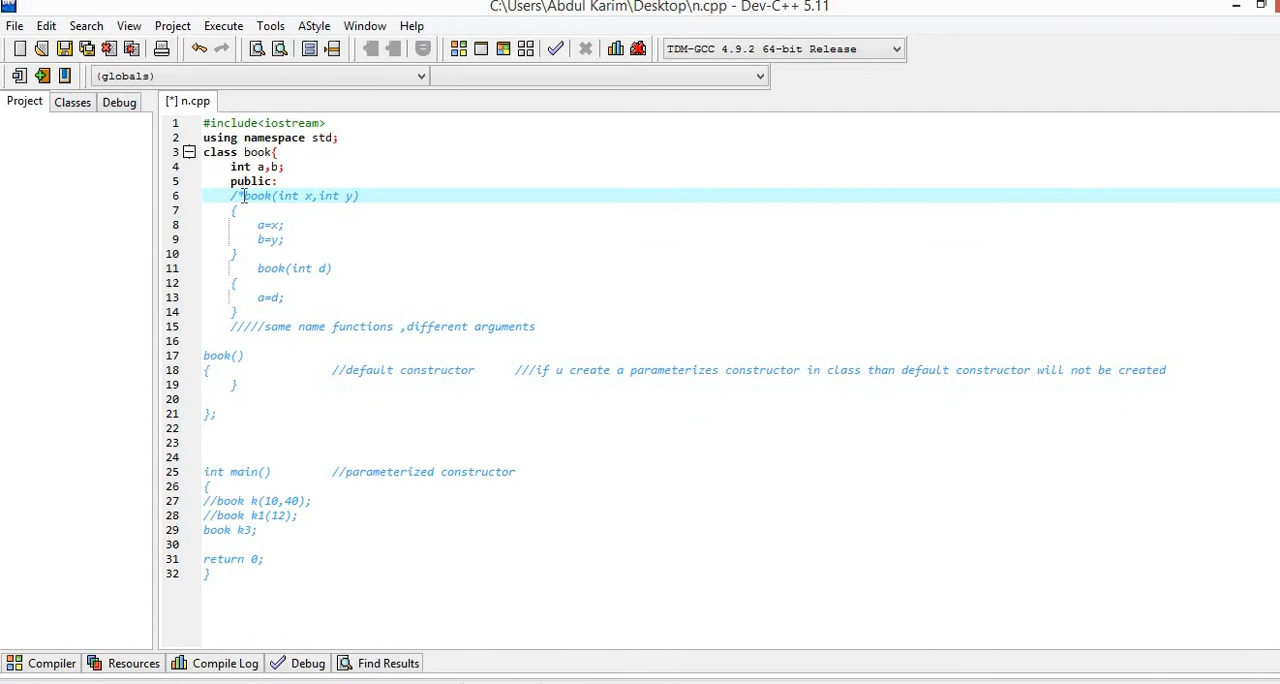 C:\Users\Abdul Karim\Desktop\n.cpp - Dev-C++ 5.11
File Edit Search View Project Execute Tools AStyle Window Help
TDM-GCC 4.9.2 64-bit Release
(globals)
Project Classes Debug [*] n.cpp
1 #include<iostream>
2 using namespace std;
3 class book{
4 int a,b;
5 public:
6 /*book(int x,int y)
7 {
8 a=x;
9 b=y;
10 }
11 book(int d)
12 {
13 a=d;
14 }
15 /////same name functions ,different arguments
16
17 book()
18 { //default constructor ///if u create a parameterizes constructor in class than default constructor will not be created
19 }
20
21 };
22
23
24
25 int main() //parameterized constructor
26 {
27 //book k(10,40);
28 //book k1(12);
29 book k3;
30
31 return 0;
32 }
Compiler Resources Compile Log Debug Find Results